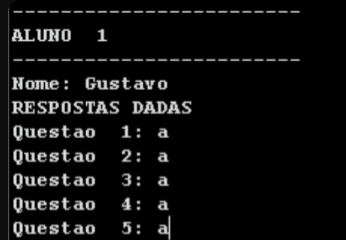 ------------------------
ALUNO  1
------------------------
Nome: Gustavo
RESPOSTAS DADAS
Questao  1: a
Questao  2: a
Questao  3: a
Questao  4: a
Questao  5: a